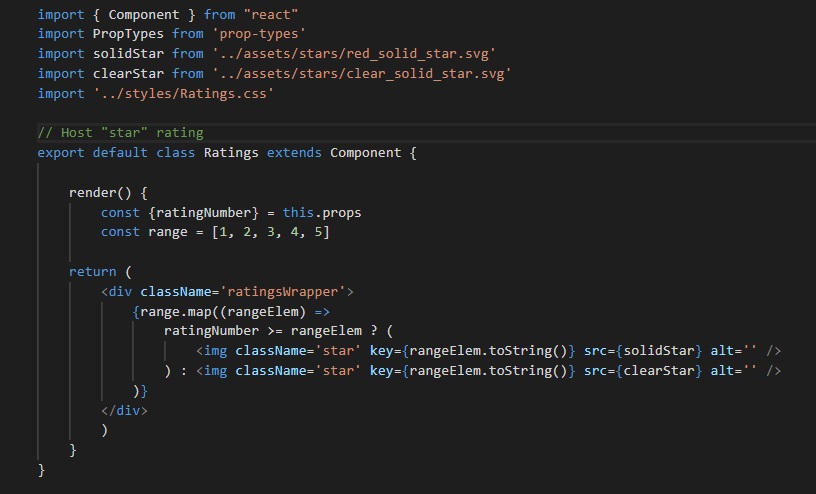 import { Component } from "react"
import PropTypes from 'prop-types'
import solidStar from '../assets/stars/red_solid_star.svg'
import clearStar from '../assets/stars/clear_solid_star.svg'
import '../styles/Ratings.css'
// Host "star" rating
export default class Ratings extends Component {
render() {
const {ratingNumber} = this.props
const range = [1, 2, 3, 4, 5]
return (
<div className='ratingsWrapper'>
{range.map((rangeElem) =>
ratingNumber >= rangeElem ? (
<img className='star' key={rangeElem.toString()} src={solidStar} alt='' />
) : <img className='star' key={rangeElem.toString()} src={clearStar} alt='' />
)}
</div>
)
}
}